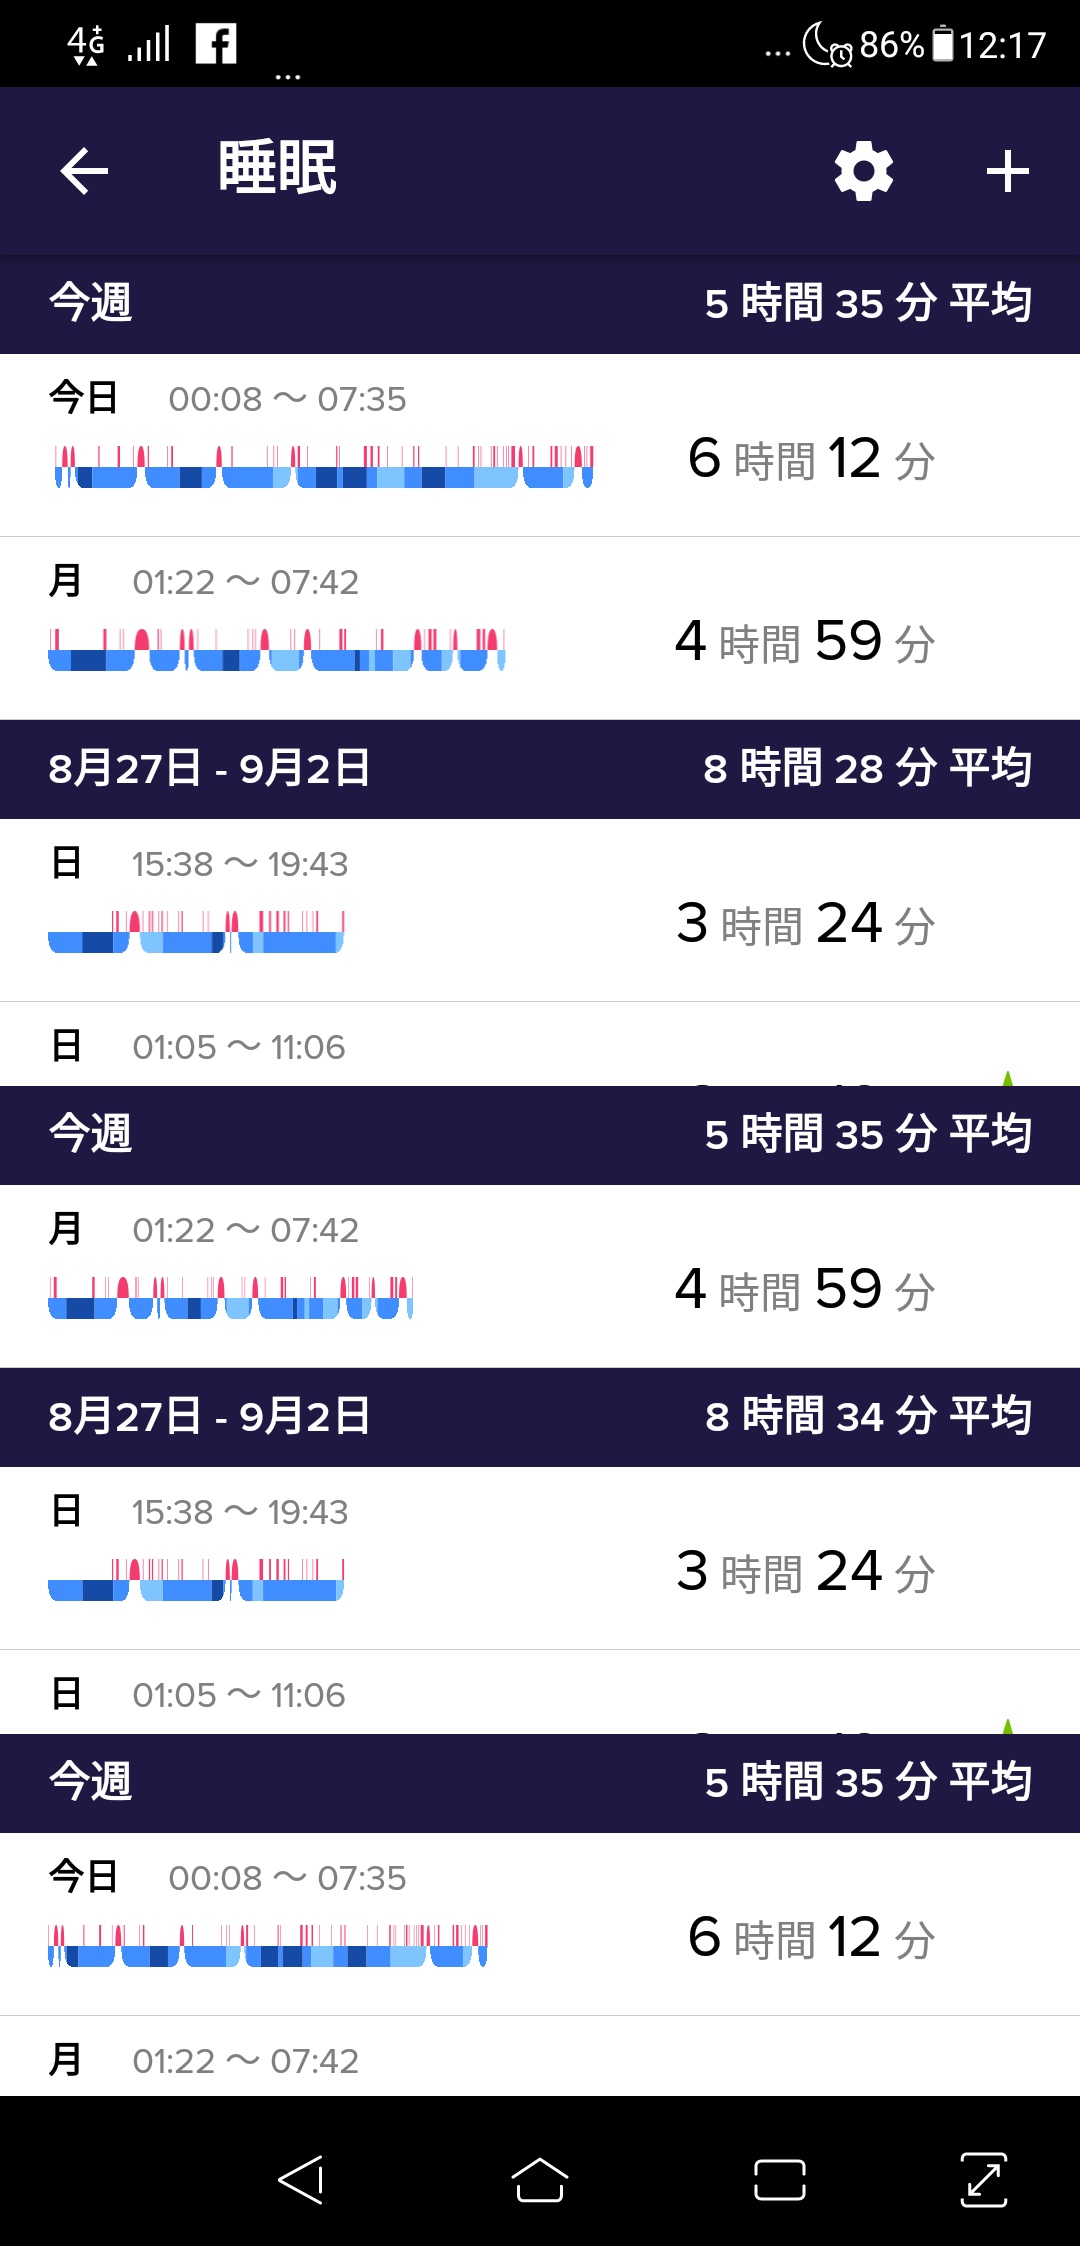 4G+ 86% 12:17
睡眠
今週 5 時間 35 分 平均
今日 00:08 ～ 07:35
6 時間 12 分
月 01:22 ～ 07:42
4 時間 59 分
8月27日 - 9月2日 8 時間 28 分 平均
日 15:38 ～ 19:43
3 時間 24 分
日 01:05 ～ 11:06
今週 5 時間 35 分 平均
月 01:22 ～ 07:42
4 時間 59 分
8月27日 - 9月2日 8 時間 34 分 平均
日 15:38 ～ 19:43
3 時間 24 分
日 01:05 ～ 11:06
今週 5 時間 35 分 平均
今日 00:08 ～ 07:35
6 時間 12 分
月 01:22 ～ 07:42